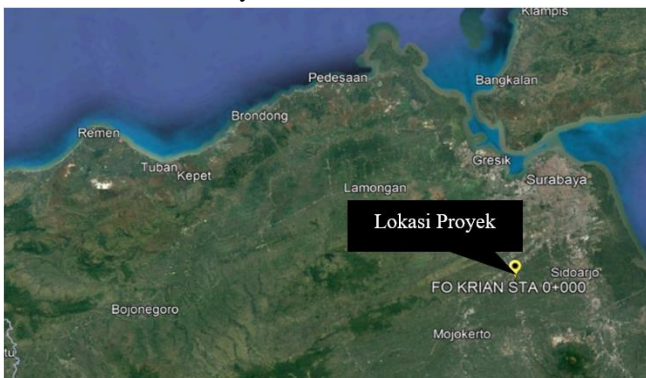 Klampis
Pedesaan
Bangkalan
Brondong
Remen
Tuban
Kepet
Gresik
Surabaya
Lamongan
Lokasi Proyek
Sidoarjo
FO KRIAN STA 0+000
Bojonegoro
Mojokerto
tu